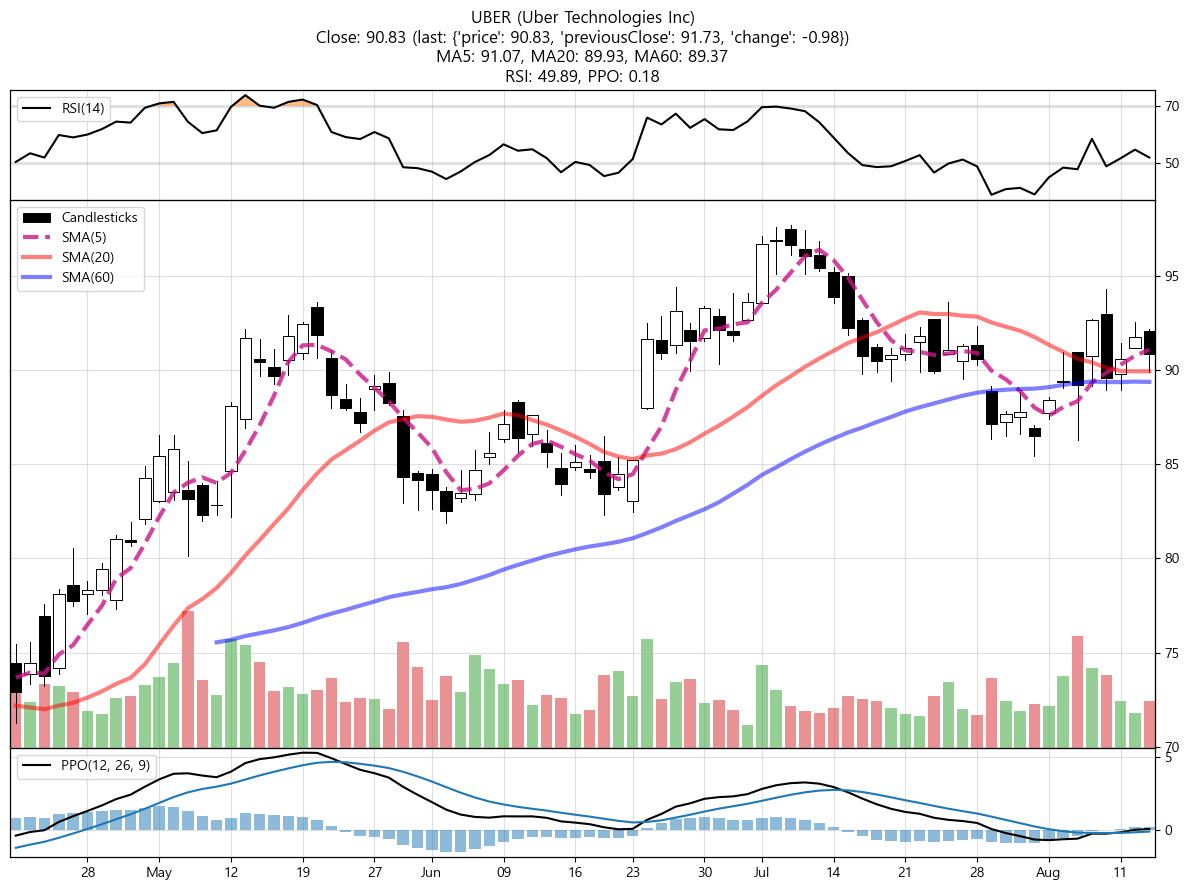 UBER (Uber Technologies Inc)
Close: 90.83 (last: {'price': 90.83, 'previousClose': 91.73, 'change': -0.98})
MA5: 91.07, MA20: 89.93, MA60: 89.37
RSI: 49.89, PPO: 0.18
RSI(14)
70
50
Candlesticks
SMA(5)
SMA(20)
SMA(60)
95
90
85
80
75
70
PPO(12, 26, 9)
5
0
28 May 12 19 27 Jun 09 16 23 30 Jul 14 21 28 Aug 11